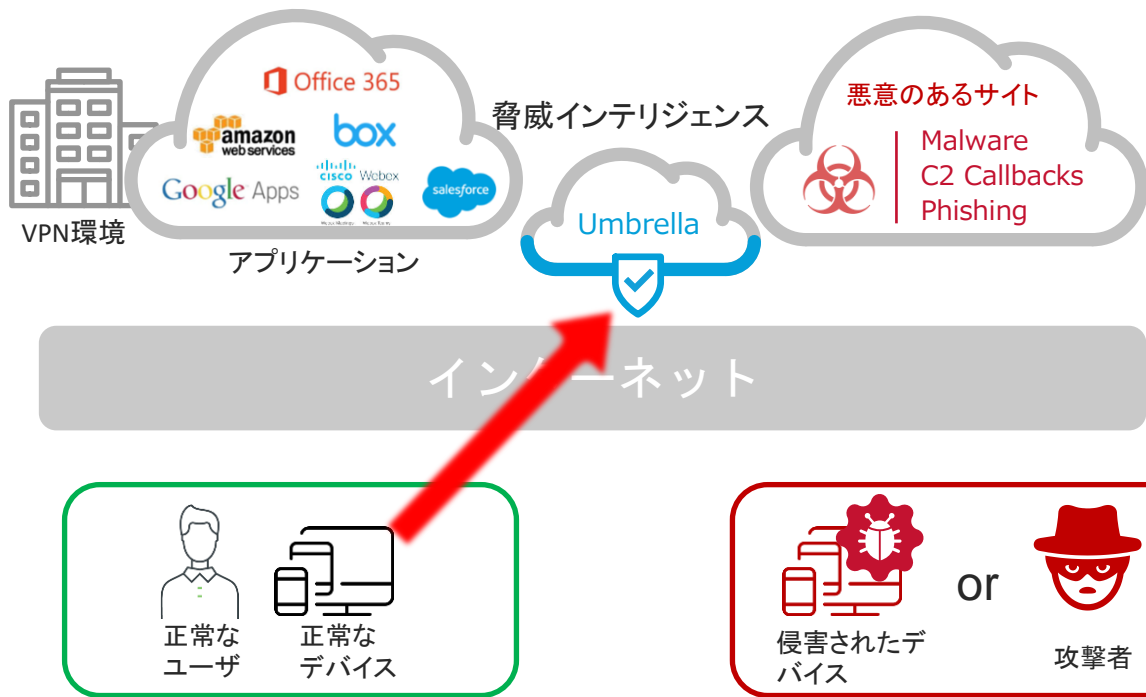 Office 365
amazon
web services
box
Google Apps
cisco Webex
salesforce
VPN環境
アプリケーション
脅威インテリジェンス
Umbrella
悪意のあるサイト
Malware
C2 Callbacks
Phishing
インターネット
正常な
ユーザ
正常な
デバイス
侵害されたデ
バイス
or
攻撃者